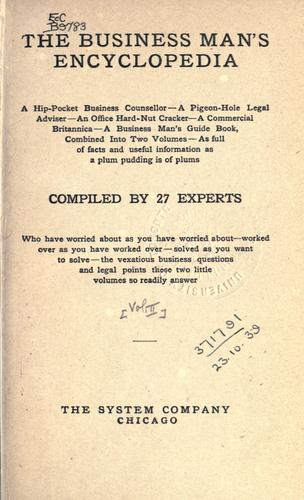 EcC
B9783
THE BUSINESS MAN'S
ENCYCLOPEDIA
A Hip-Pocket Business Counsellor—A Pigeon-Hole Legal
Adviser—An Office Hard-Nut Cracker—A Commercial
Britannica—A Business Man's Guide Book,
Combined Into Two Volumes—As full
of facts and useful information as
a plum pudding is of plums
COMPILED BY 27 EXPERTS
Who have worried about as you have worried about—worked
over as you have worked over—solved as you want
to solve—the vexatious business questions
and legal points these two little
volumes so readily answer
[Vol. II]
371791
23.10.39
THE SYSTEM COMPANY
CHICAGO